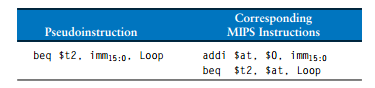 Corresponding
Pseudoinstruction MIPS Instructions
beq $t2, imm15:0, Loop addi $at, $0, imm15:0
beq $t2, $at, Loop